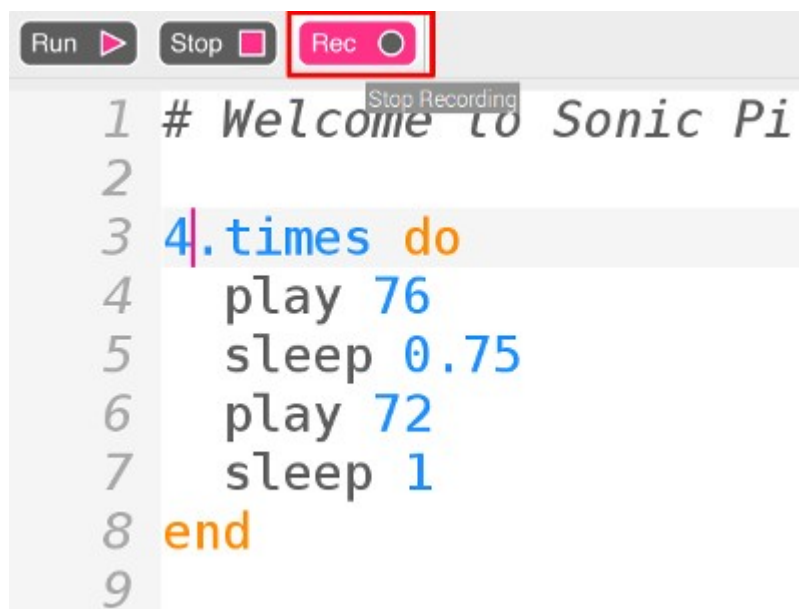 Run Stop Rec
Stop Recording
1 # Welcome to Sonic Pi
2
3 4.times do
4   play 76
5   sleep 0.75
6   play 72
7   sleep 1
8 end
9